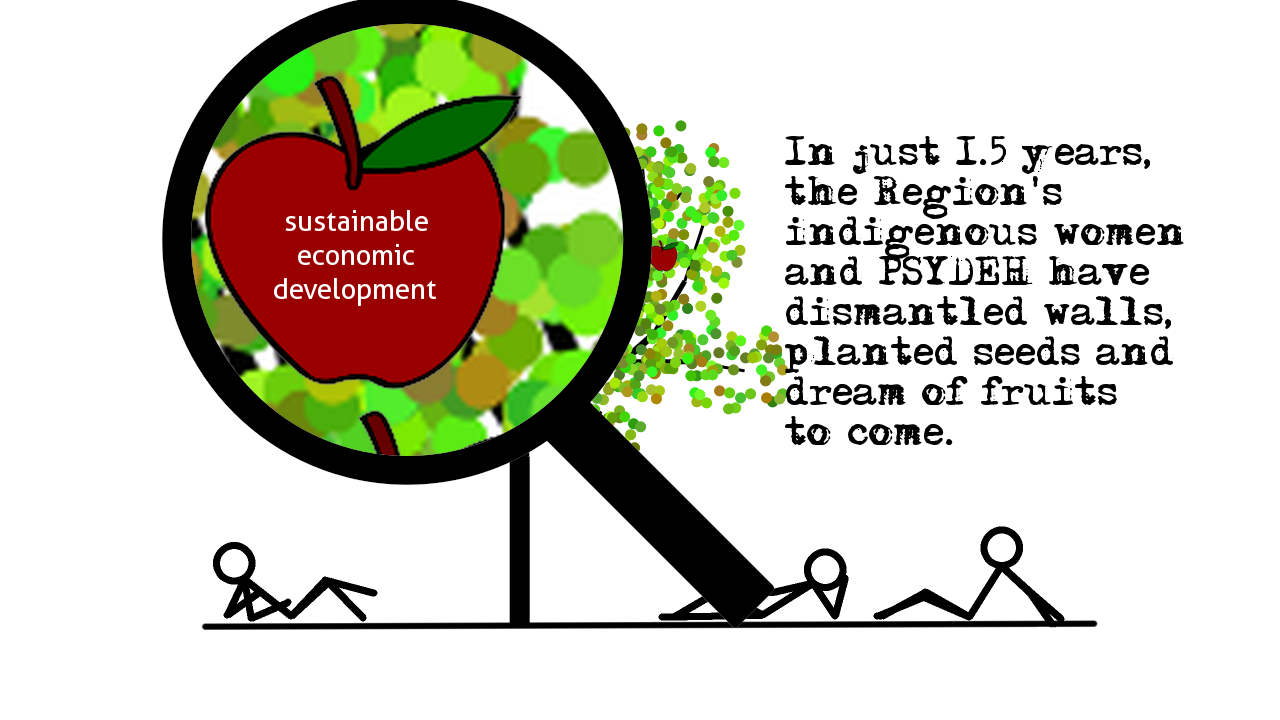 sustainable
economic
development
In just 1.5 years,
the Region's
indigenous women
and PSYDEH have
dismantled walls,
planted seeds and
dream of fruits
to come.